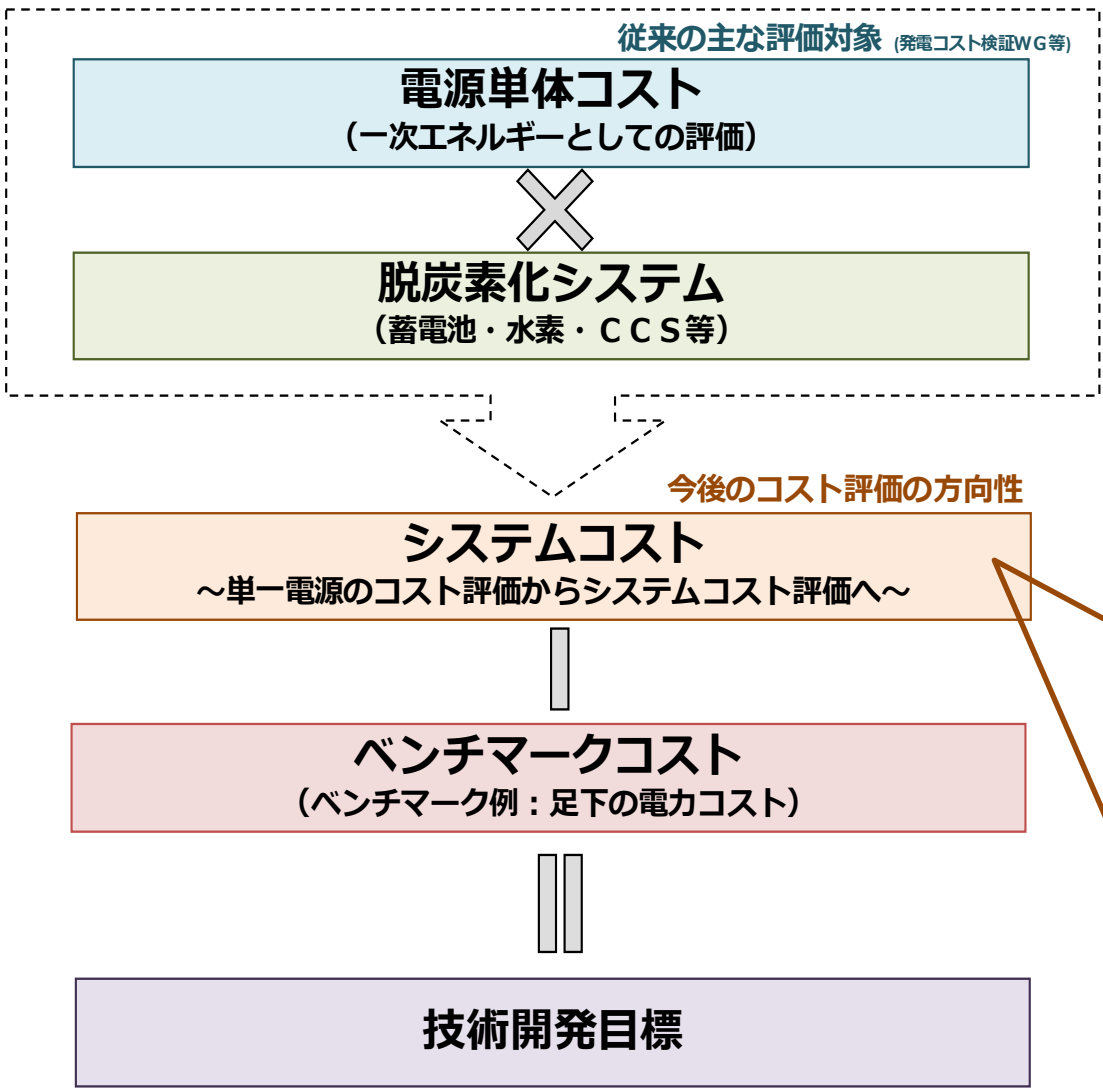 従来の主な評価対象 (発電コスト検証WG等)
電源単体コスト
（一次エネルギーとしての評価）
脱炭素化システム
（蓄電池・水素・ＣＣＳ等）
今後のコスト評価の方向性
システムコスト
～単一電源のコスト評価からシステムコスト評価へ～
ベンチマークコスト
（ベンチマーク例：足下の電力コスト）
技術開発目標